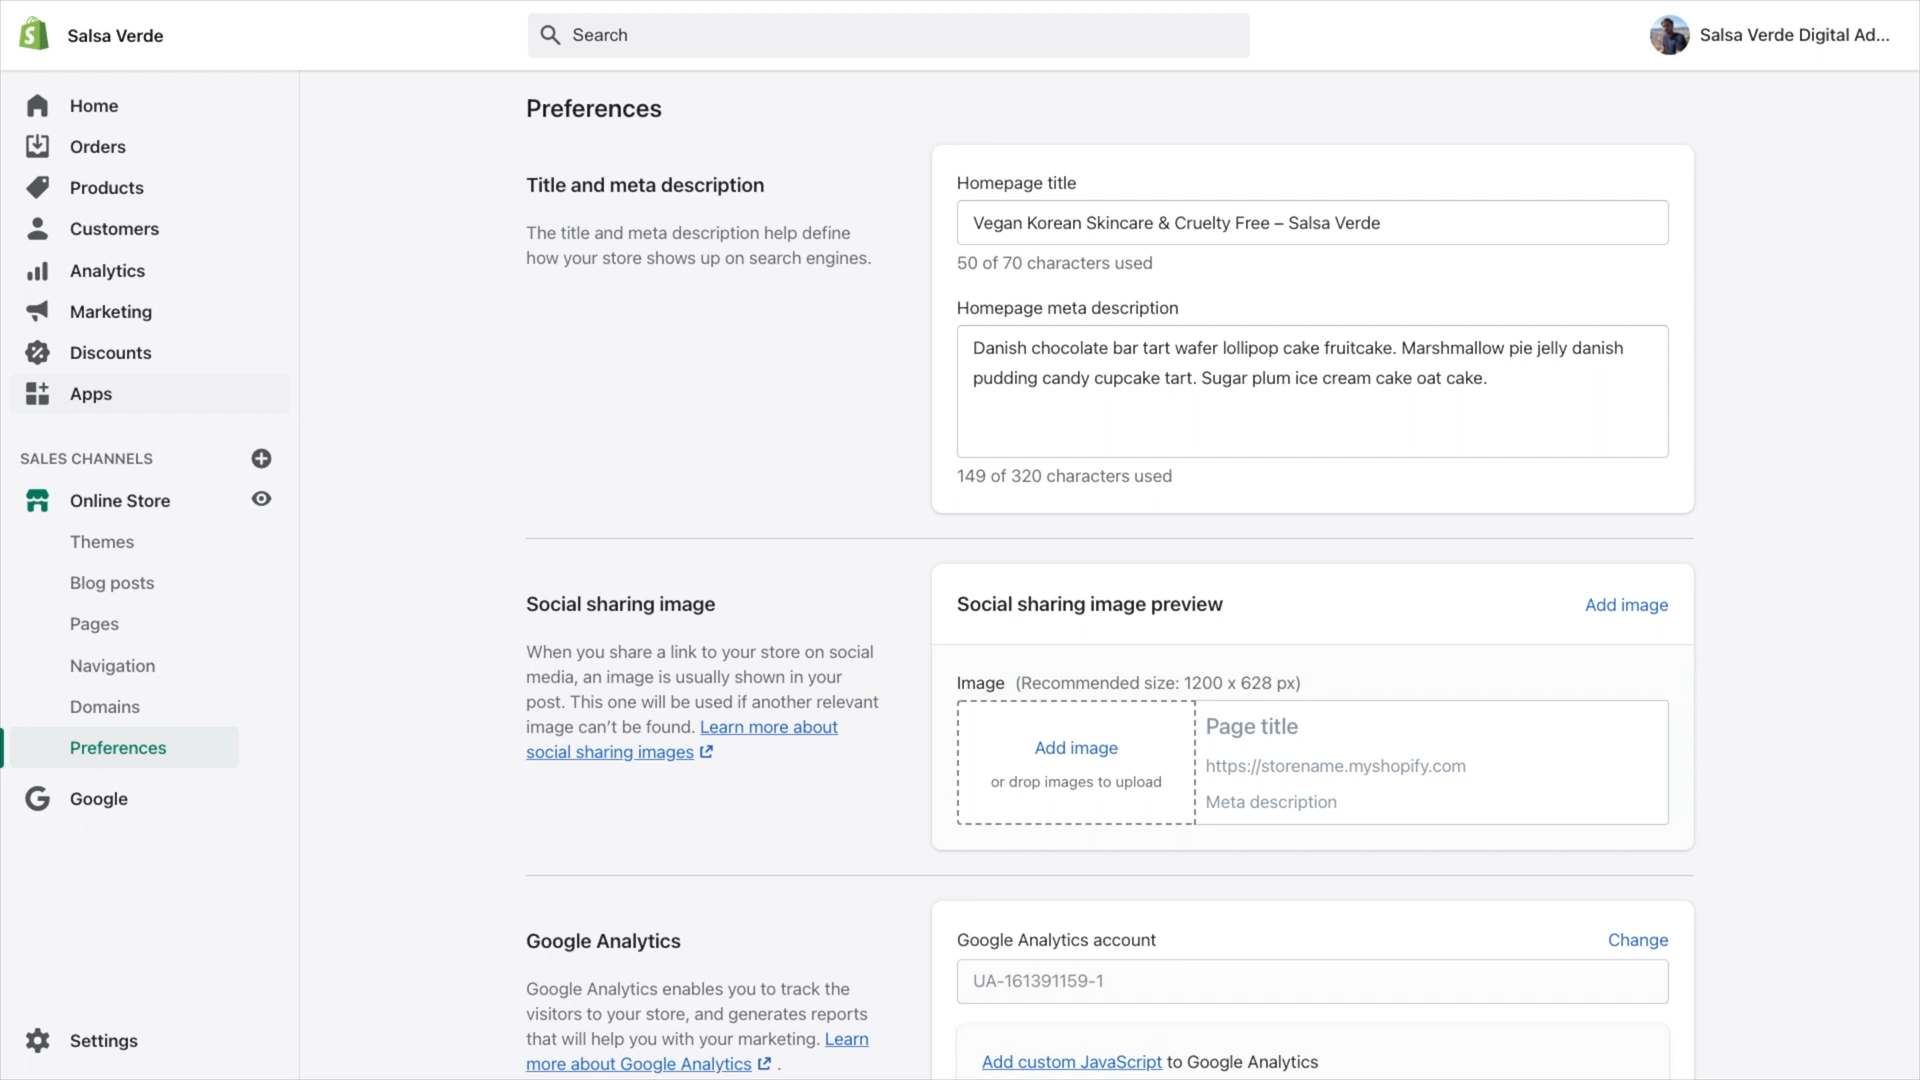 Salsa Verde
Search
Salsa Verde Digital Ad...
Home
Orders
Products
Customers
Analytics
Marketing
Discounts
Apps
SALES CHANNELS
Online Store
Themes
Blog posts
Pages
Navigation
Domains
Preferences
Google
Settings
Preferences
Title and meta description
The title and meta description help define
how your store shows up on search engines.
Homepage title
Vegan Korean Skincare & Cruelty Free – Salsa Verde
50 of 70 characters used
Homepage meta description
Danish chocolate bar tart wafer lollipop cake fruitcake. Marshmallow pie jelly danish
pudding candy cupcake tart. Sugar plum ice cream cake oat cake.
149 of 320 characters used
Social sharing image
When you share a link to your store on social
media, an image is usually shown in your
post. This one will be used if another relevant
image can’t be found. Learn more about
social sharing images
Social sharing image preview
Add image
Image (Recommended size: 1200 x 628 px)
Add image
or drop images to upload
Page title
https://storename.myshopify.com
Meta description
Google Analytics
Google Analytics enables you to track the
visitors to your store, and generates reports
that will help you with your marketing. Learn
more about Google Analytics .
Google Analytics account
Change
UA-161391159-1
Add custom JavaScript to Google Analytics